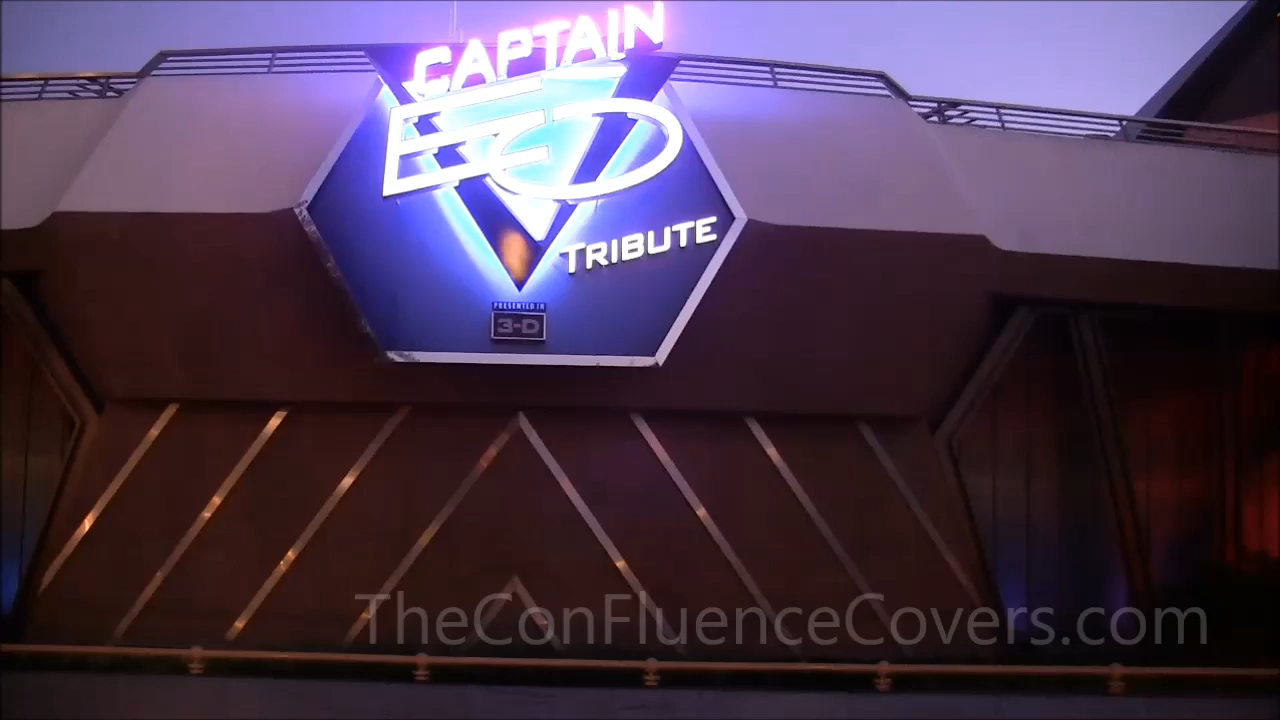 CAPTAIN
EO
TRIBUTE
PRESENTED IN
3-D
TheConFluenceCovers.com